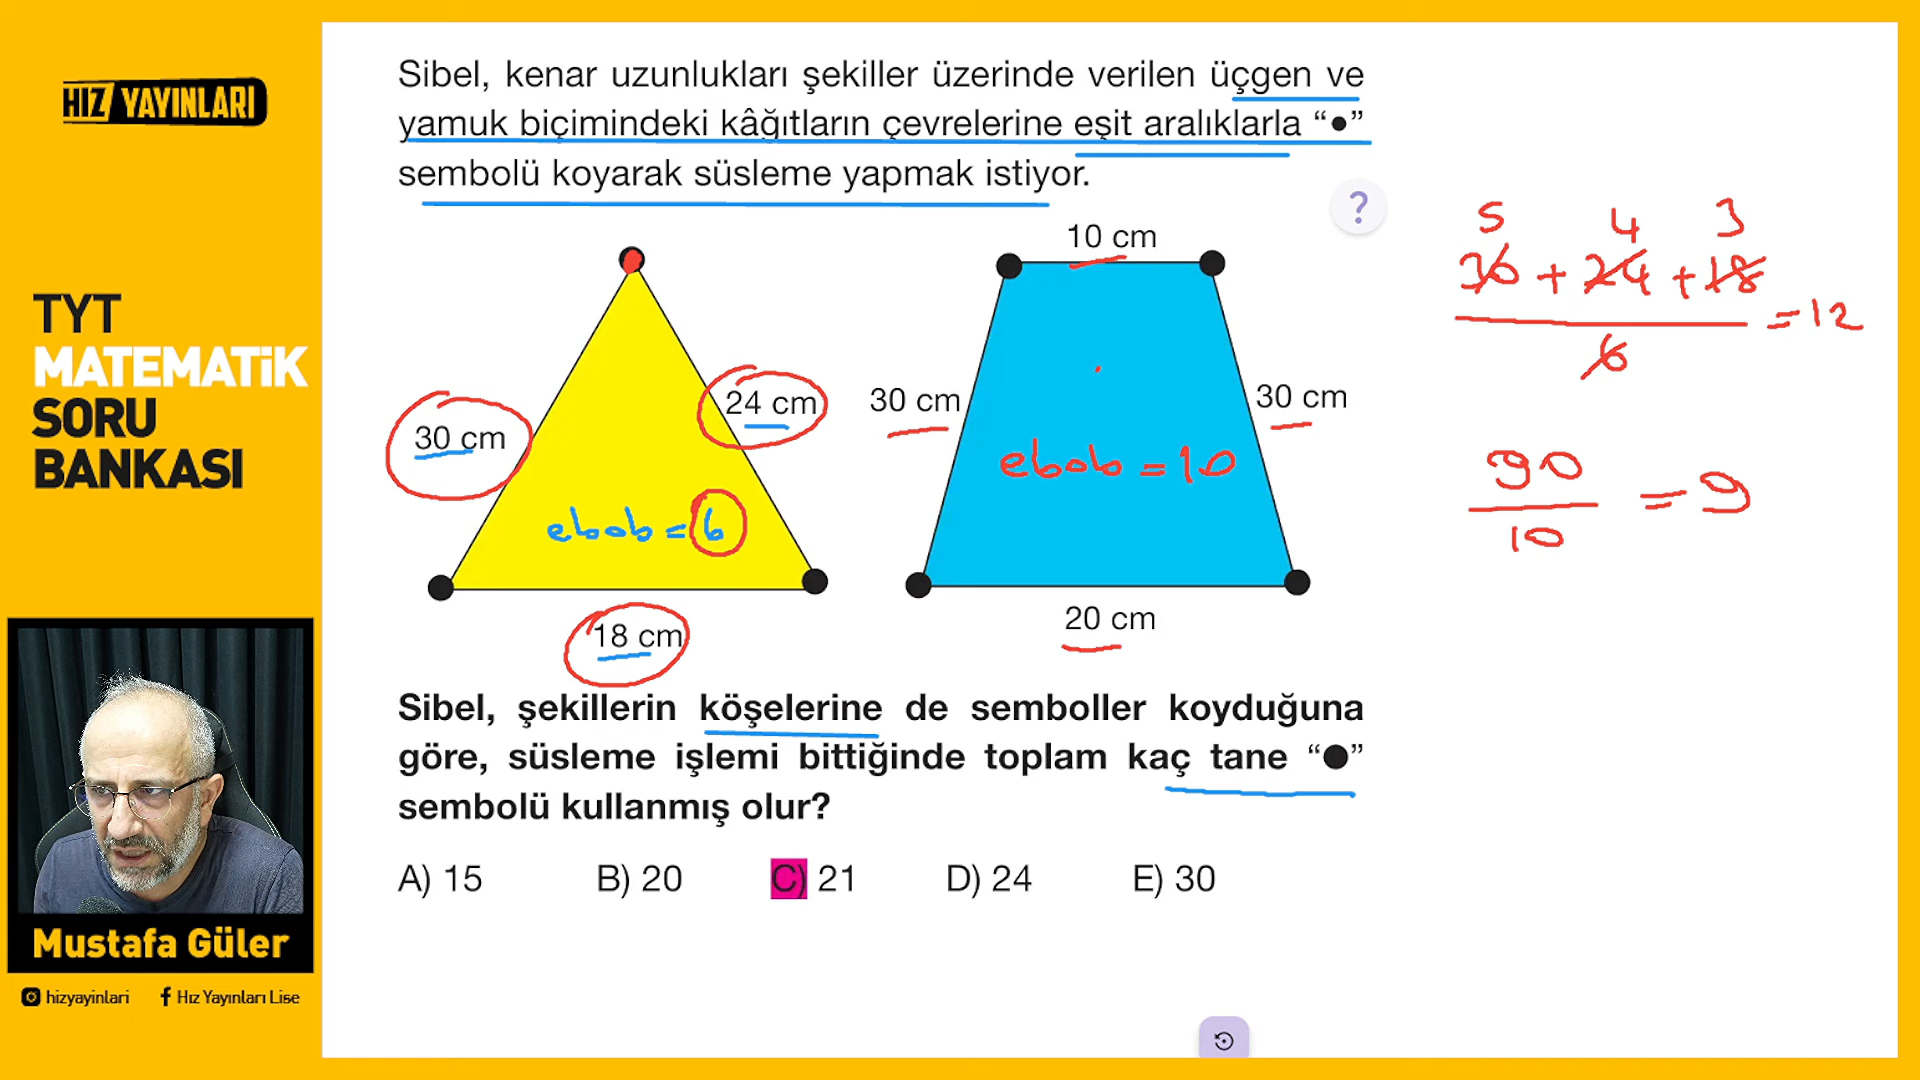 HIZ YAYINLARI
TYT
MATEMATİK
SORU
BANKASI
Mustafa Güler
hizyayinlari
Hız Yayınları Lise
Sibel, kenar uzunlukları şekiller üzerinde verilen üçgen ve
yamuk biçimindeki kâğıtların çevrelerine eşit aralıklarla “●”
sembolü koyarak süsleme yapmak istiyor.
?
30 cm
24 cm
18 cm
ebob = 6
10 cm
30 cm
30 cm
20 cm
ebob = 10
5 4 3
30 + 24 + 18
= 12
6
90
= 9
10
Sibel, şekillerin köşelerine de semboller koyduğuna
göre, süsleme işlemi bittiğinde toplam kaç tane “●”
sembolü kullanmış olur?
A) 15 B) 20 C) 21 D) 24 E) 30